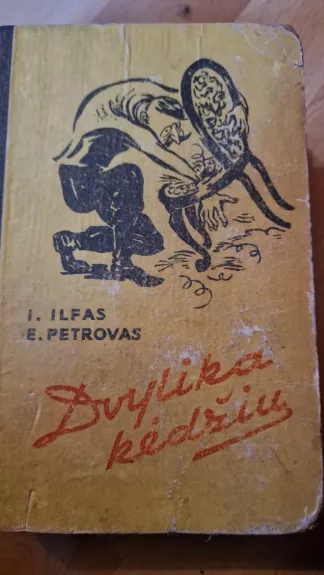 I. ILFAS
E. PETROVAS
Dvylika
kėdžių